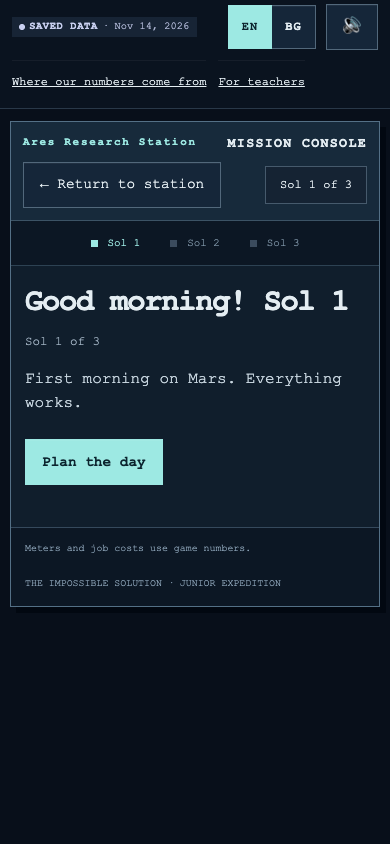 SAVED DATA · Nov 14, 2026
EN
BG
Where our numbers come from
For teachers
Ares Research Station
MISSION CONSOLE
← Return to station
Sol 1 of 3
Sol 1
Sol 2
Sol 3
Good morning! Sol 1
Sol 1 of 3
First morning on Mars. Everything
works.
Plan the day
Meters and job costs use game numbers.
THE IMPOSSIBLE SOLUTION · JUNIOR EXPEDITION